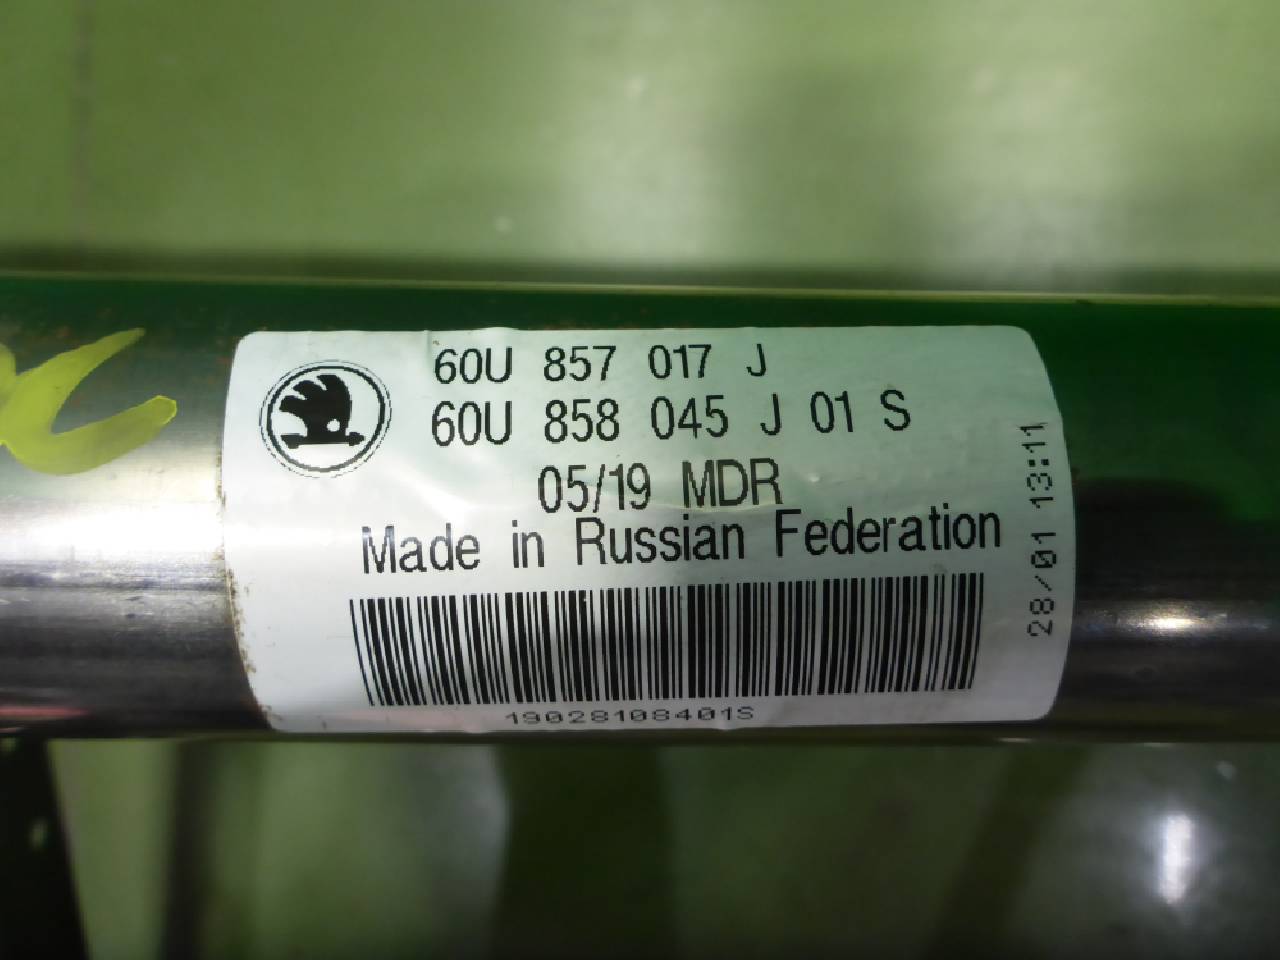 60U 857 017 J
60U 858 045 J 01 S
05/19 MDR
Made in Russian Federation
19028108401S
28/01 13:11